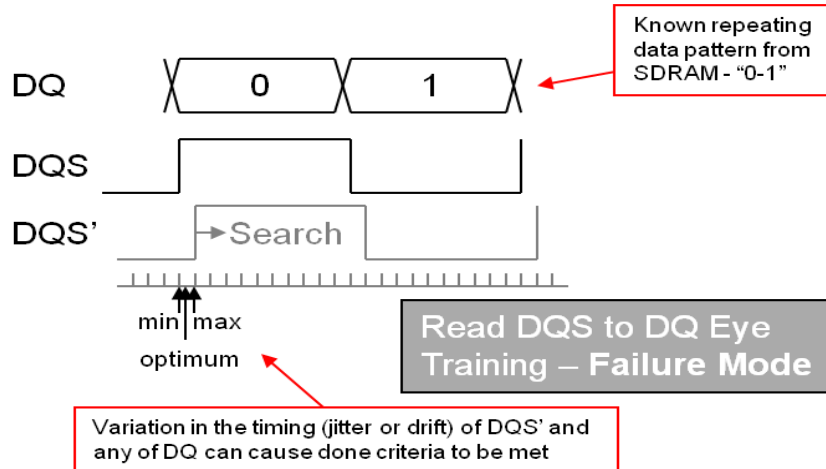 Known repeating
data pattern from
SDRAM - “0-1”
DQ
0
1
DQS
DQS’
Search
min
max
optimum
Read DQS to DQ Eye
Training – Failure Mode
Variation in the timing (jitter or drift) of DQS’ and
any of DQ can cause done criteria to be met